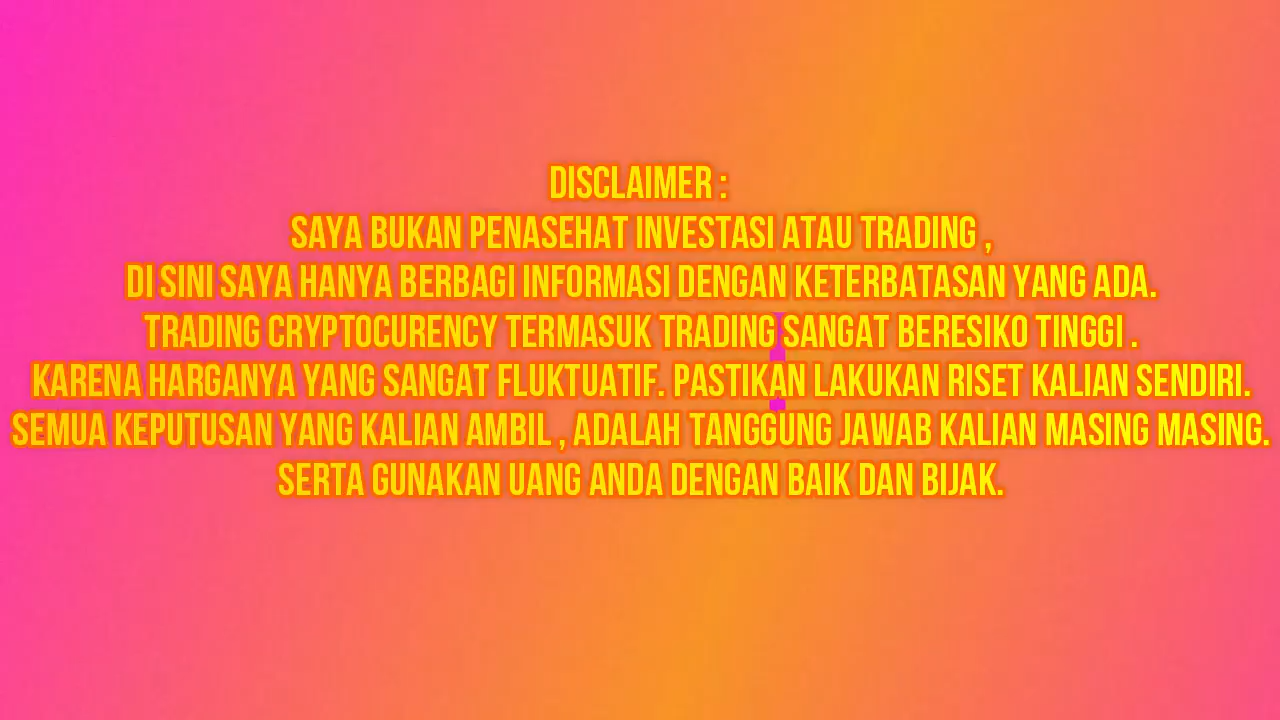 DISCLAIMER :
SAYA BUKAN PENASEHAT INVESTASI ATAU TRADING ,
DI SINI SAYA HANYA BERBAGI INFORMASI DENGAN KETERBATASAN YANG ADA.
TRADING CRYPTOCURENCY TERMASUK TRADING SANGAT BERESIKO TINGGI .
KARENA HARGANYA YANG SANGAT FLUKTUATIF. PASTIKAN LAKUKAN RISET KALIAN SENDIRI.
SEMUA KEPUTUSAN YANG KALIAN AMBIL , ADALAH TANGGUNG JAWAB KALIAN MASING MASING.
SERTA GUNAKAN UANG ANDA DENGAN BAIK DAN BIJAK.